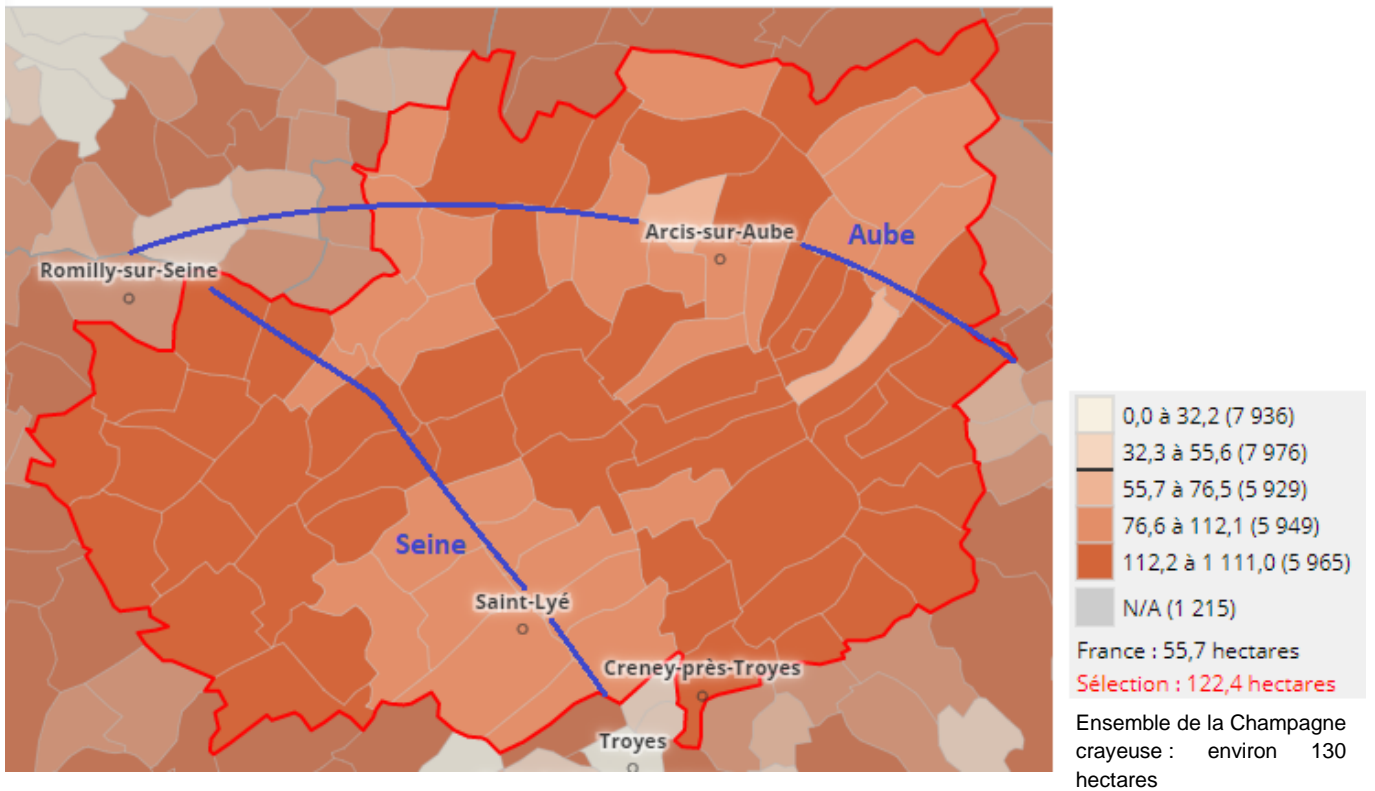 Arcis-sur-Aube
Aube
Romilly-sur-Seine
Seine
Saint-Lyé
Creney-près-Troyes
Troyes
0,0 à 32,2 (7 936)
32,3 à 55,6 (7 976)
55,7 à 76,5 (5 929)
76,6 à 112,1 (5 949)
112,2 à 1 111,0 (5 965)
N/A (1 215)
France : 55,7 hectares
Sélection : 122,4 hectares
Ensemble de la Champagne
crayeuse : environ 130
hectares